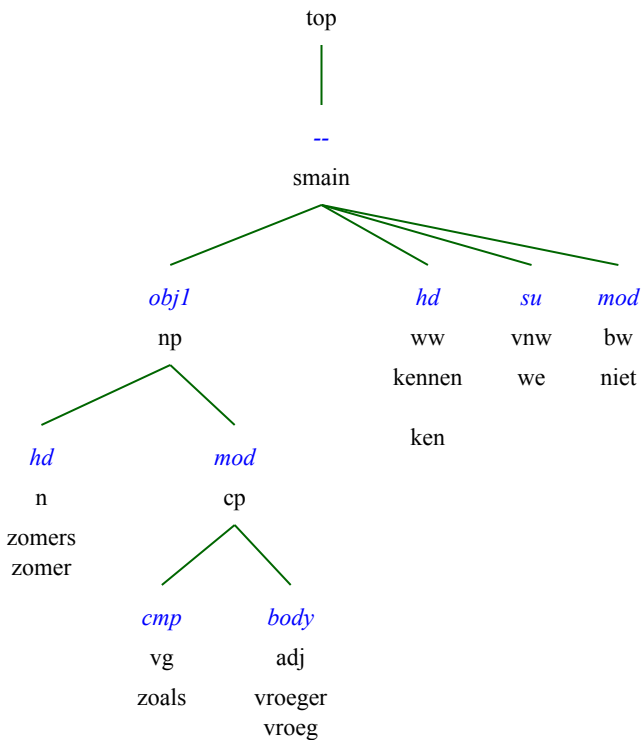 top
--
smain
obj1 hd su mod
np ww vnw bw
kennen we niet
ken
hd mod
n cp
zomers
zomer
cmp body
vg adj
zoals vroeger
vroeg